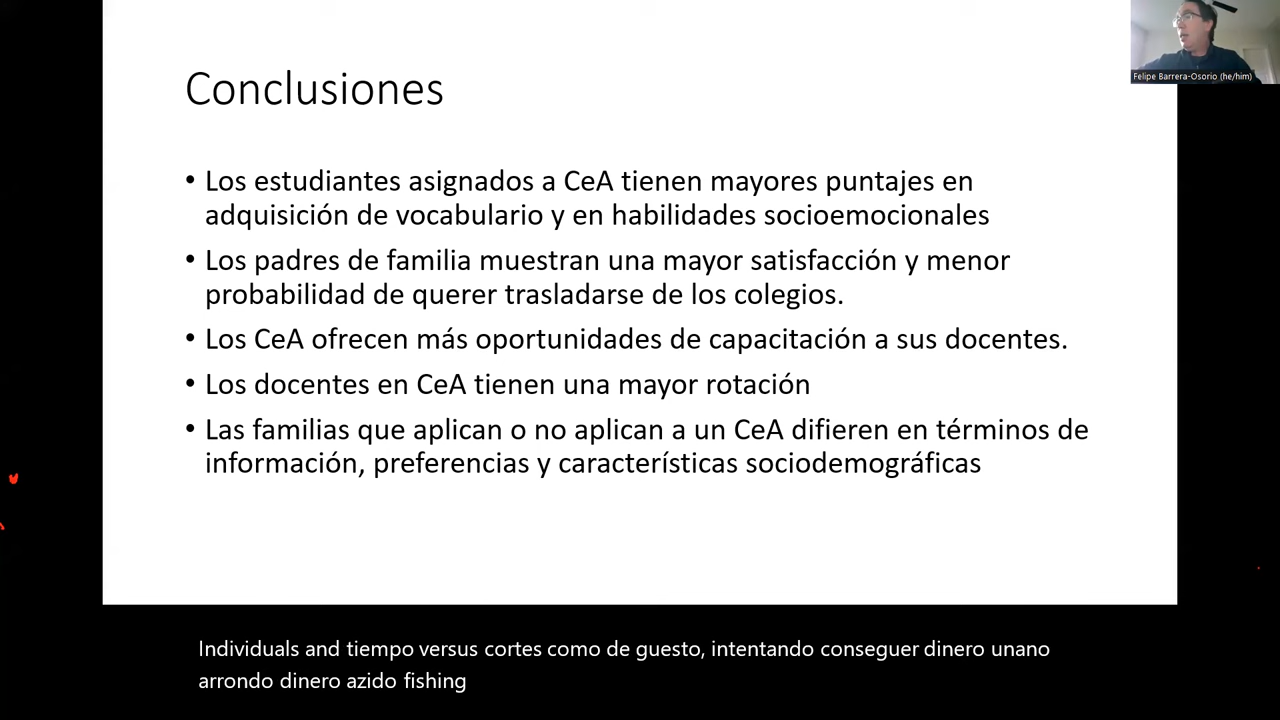 Conclusiones
Felipe Barrera-Osorio (he/him)
• Los estudiantes asignados a CeA tienen mayores puntajes en
adquisición de vocabulario y en habilidades socioemocionales
• Los padres de familia muestran una mayor satisfacción y menor
probabilidad de querer trasladarse de los colegios.
• Los CeA ofrecen más oportunidades de capacitación a sus docentes.
• Los docentes en CeA tienen una mayor rotación
• Las familias que aplican o no aplican a un CeA difieren en términos de
información, preferencias y características sociodemográficas
Individuals and tiempo versus cortes como de guesto, intentando conseguer dinero unano
arrondo dinero azido fishing